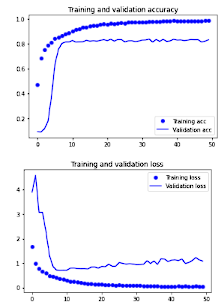 Training and validation accuracy
1.0
0.8
0.6
0.4
0.2
Training acc
Validation acc
0 10 20 30 40 50
Training and validation loss
Training loss
Validation loss
4
3
2
1
0
0 10 20 30 40 50